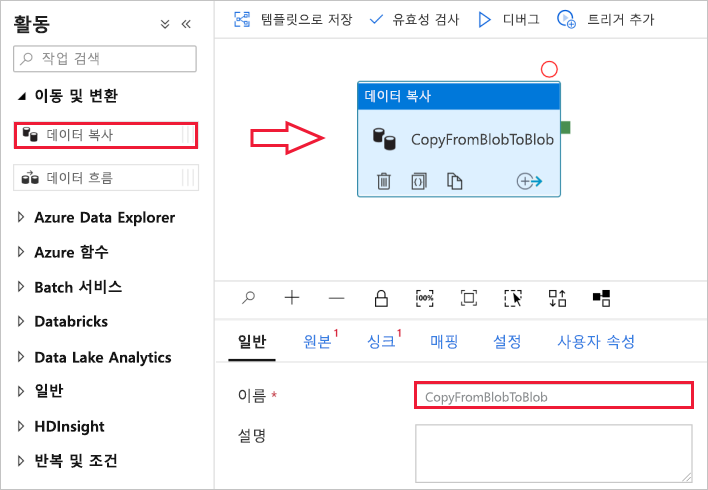 활동
작업 검색
이동 및 변환
데이터 복사
데이터 흐름
Azure Data Explorer
Azure 함수
Batch 서비스
Databricks
Data Lake Analytics
일반
HDInsight
반복 및 조건
템플릿으로 저장 유효성 검사 디버그 트리거 추가
데이터 복사
CopyFromBlobToBlob
100%
일반 원본 1 싱크 1 매핑 설정 사용자 속성
이름 * CopyFromBlobToBlob
설명